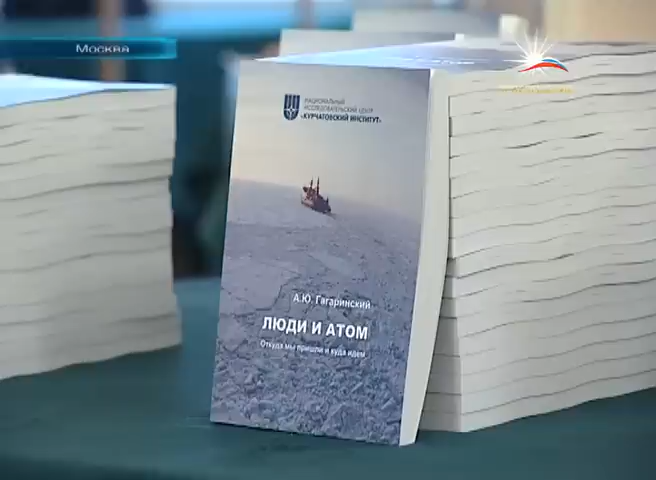 Москва
НАЦИОНАЛЬНЫЙ
ИССЛЕДОВАТЕЛЬСКИЙ ЦЕНТР
«КУРЧАТОВСКИЙ ИНСТИТУТ»
А.Ю. Гагаринский
ЛЮДИ И АТОМ
Откуда мы пришли и куда идем